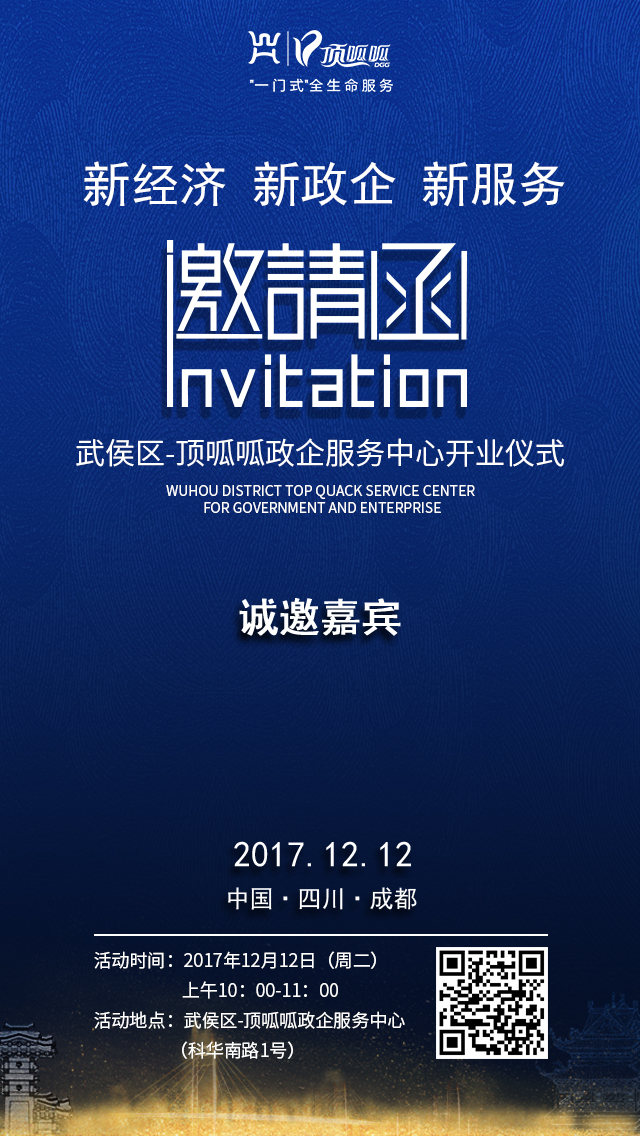 顶呱呱
DGG
"一门式"全生命服务
新经济 新政企 新服务
邀請函
Invitation
武侯区-顶呱呱政企服务中心开业仪式
WUHOU DISTRICT TOP QUACK SERVICE CENTER
FOR GOVERNMENT AND ENTERPRISE
诚邀嘉宾
2017.12.12
中国·四川·成都
活动时间：2017年12月12日（周二）
上午10：00-11：00
活动地点：武侯区-顶呱呱政企服务中心
（科华南路1号）